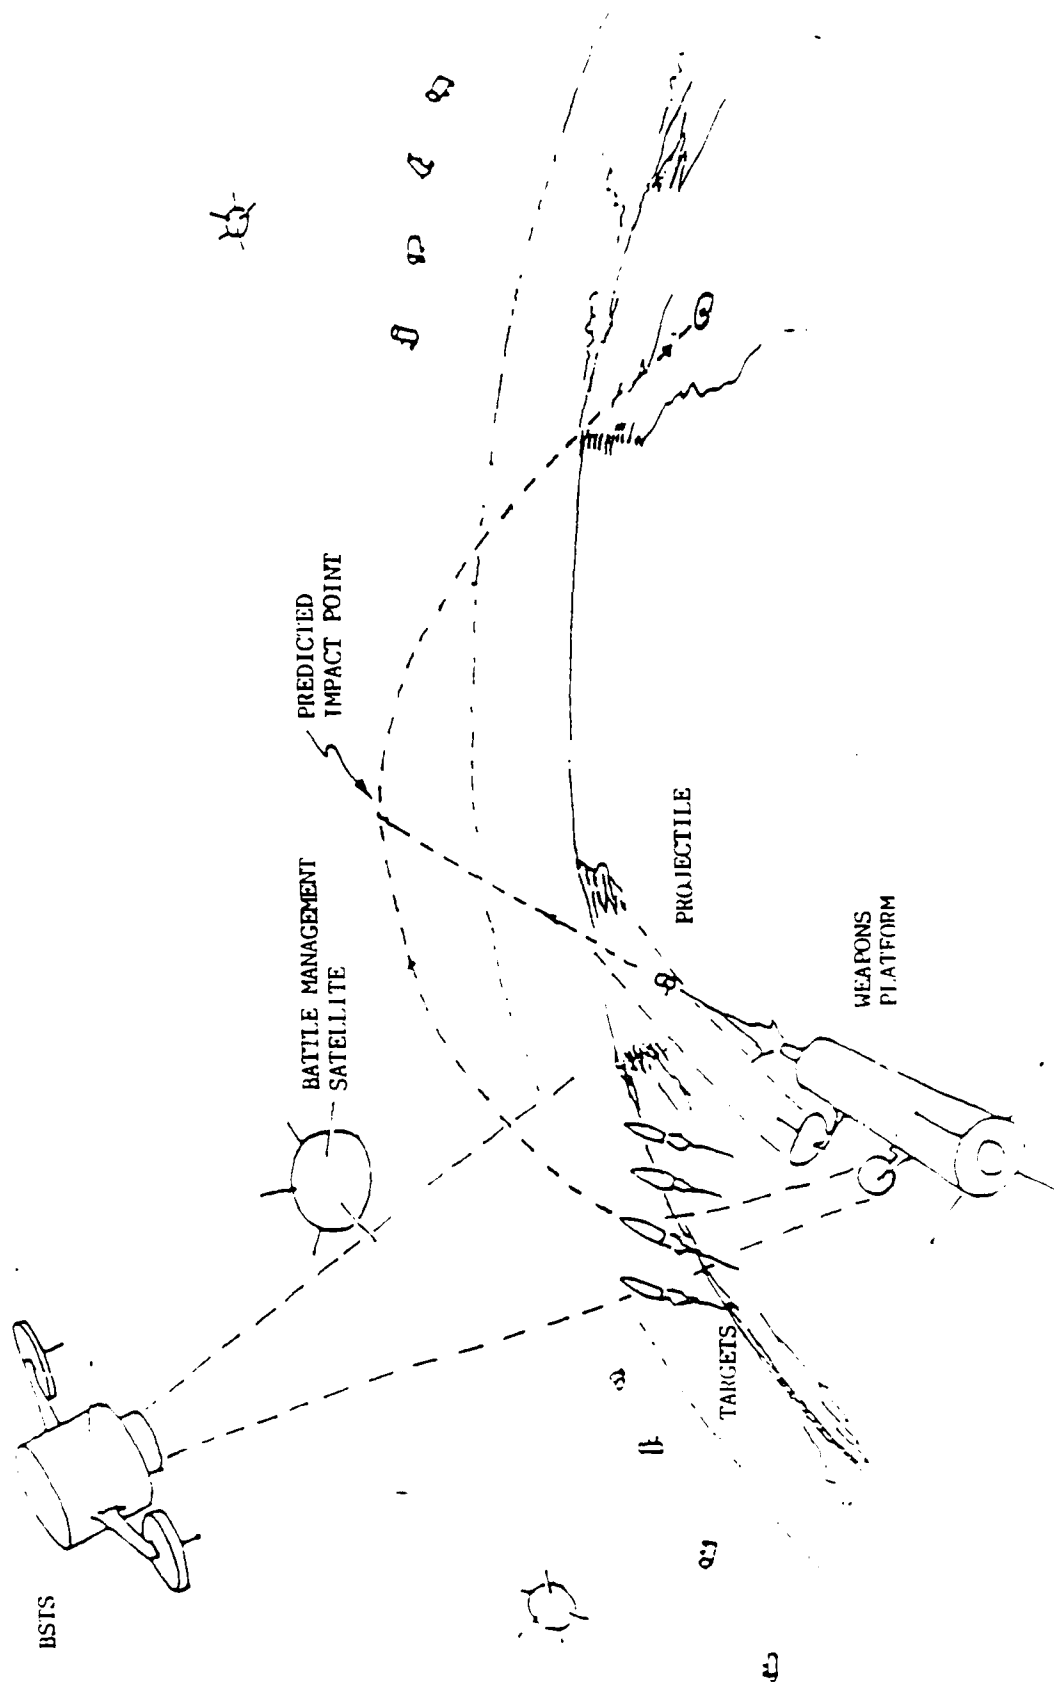 BSTS
BATTLE MANAGEMENT
SATELLITE
PREDICTED
IMPACT POINT
TARGETS
PROJECTILE
WEAPONS
PLATFORM